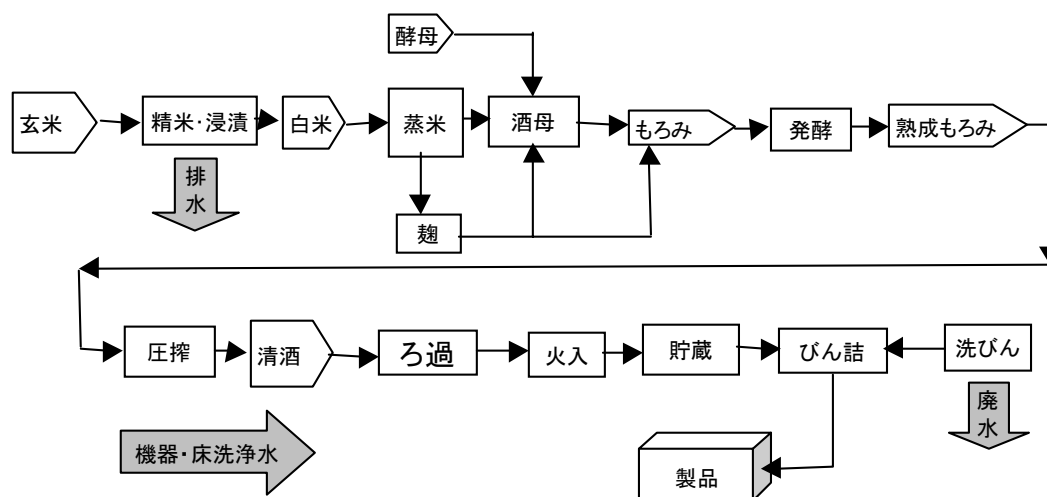 酵母
玄米
精米・浸漬
白米
蒸米
酒母
もろみ
発酵
熟成もろみ
排
水
麹
圧搾
清酒
ろ過
火入
貯蔵
びん詰
洗びん
廃
水
機器・床洗浄水
製品